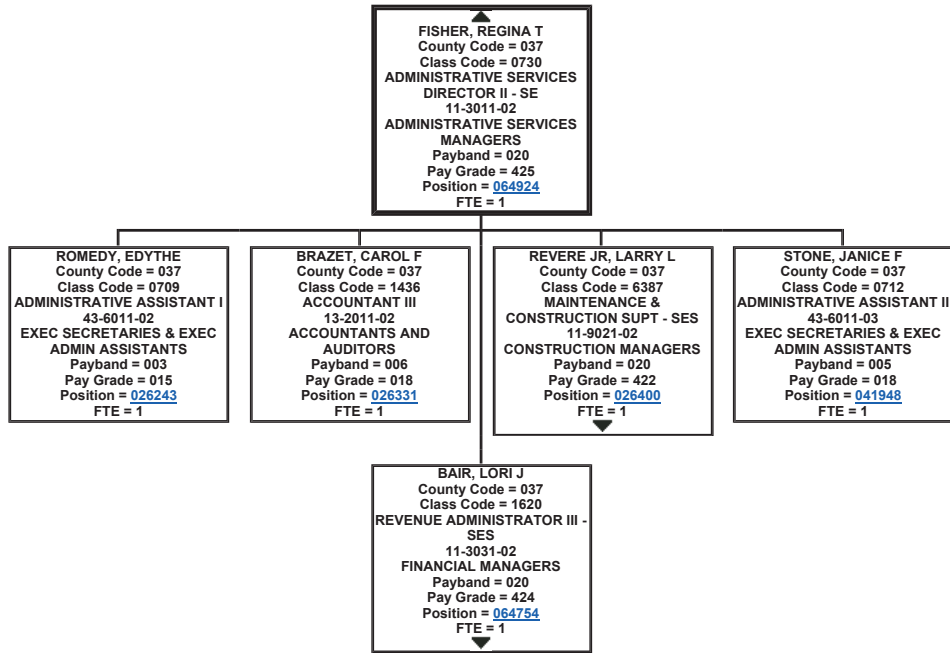 FISHER, REGINA T
County Code = 037
Class Code = 0730
ADMINISTRATIVE SERVICES
DIRECTOR II - SE
11-3011-02
ADMINISTRATIVE SERVICES
MANAGERS
Payband = 020
Pay Grade = 425
Position = 064924
FTE = 1
ROMEDY, EDYTHE
County Code = 037
Class Code = 0709
ADMINISTRATIVE ASSISTANT I
43-6011-02
EXEC SECRETARIES & EXEC
ADMIN ASSISTANTS
Payband = 003
Pay Grade = 015
Position = 026243
FTE = 1
BRAZET, CAROL F
County Code = 037
Class Code = 1436
ACCOUNTANT III
13-2011-02
ACCOUNTANTS AND
AUDITORS
Payband = 006
Pay Grade = 018
Position = 026331
FTE = 1
REVERE JR, LARRY L
County Code = 037
Class Code = 6387
MAINTENANCE &
CONSTRUCTION SUPT - SES
11-9021-02
CONSTRUCTION MANAGERS
Payband = 020
Pay Grade = 422
Position = 026400
FTE = 1
STONE, JANICE F
County Code = 037
Class Code = 0712
ADMINISTRATIVE ASSISTANT II
43-6011-03
EXEC SECRETARIES & EXEC
ADMIN ASSISTANTS
Payband = 005
Pay Grade = 018
Position = 041948
FTE = 1
BAIR, LORI J
County Code = 037
Class Code = 1620
REVENUE ADMINISTRATOR III -
SES
11-3031-02
FINANCIAL MANAGERS
Payband = 020
Pay Grade = 424
Position = 064754
FTE = 1